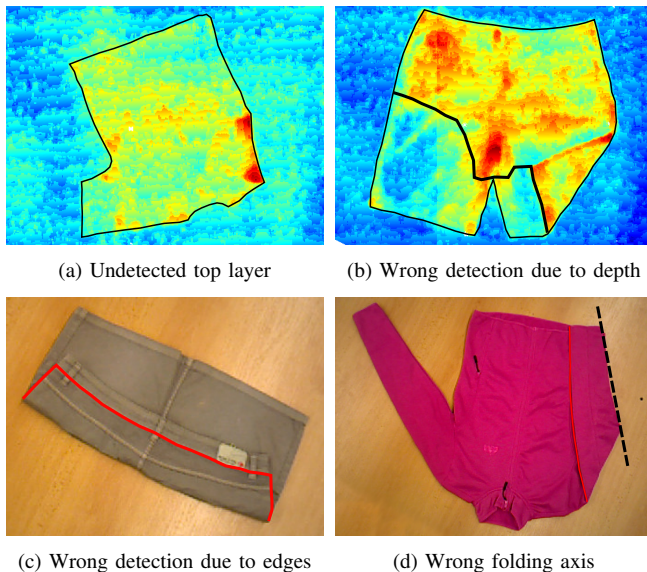 (a) Undetected top layer
(b) Wrong detection due to depth
(c) Wrong detection due to edges
(d) Wrong folding axis